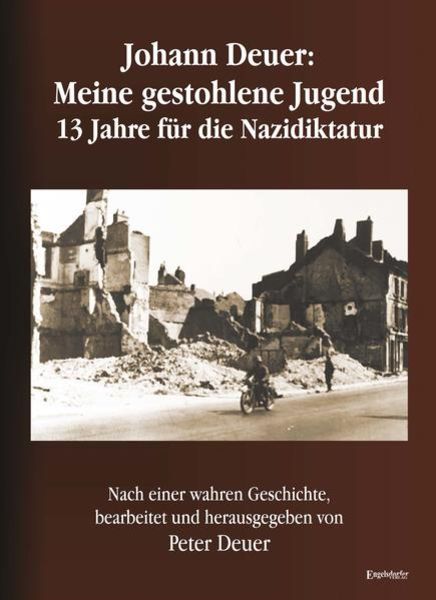 Johann Deuer:
Meine gestohlene Jugend
13 Jahre für die Nazidiktatur
Nach einer wahren Geschichte,
bearbeitet und herausgegeben von
Peter Deuer
Engelsdorfer
VERLAG